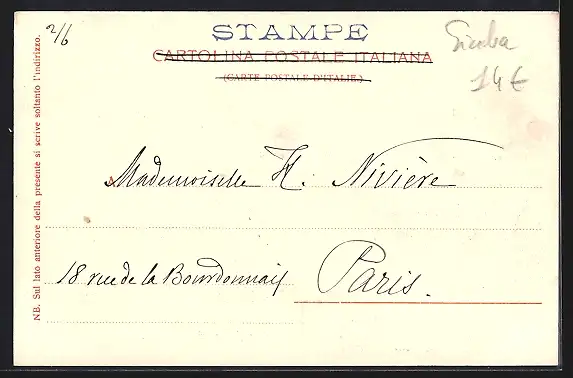 2/6
STAMPE
CARTOLINA POSTALE ITALIANA
(CARTE POSTALE D'ITALIE.)
14€
Mademoiselle H. Nivière
18 rue de la Bourdonnais Paris.
NB. Sul lato anteriore della presente si scrive soltanto l'indirizzo.